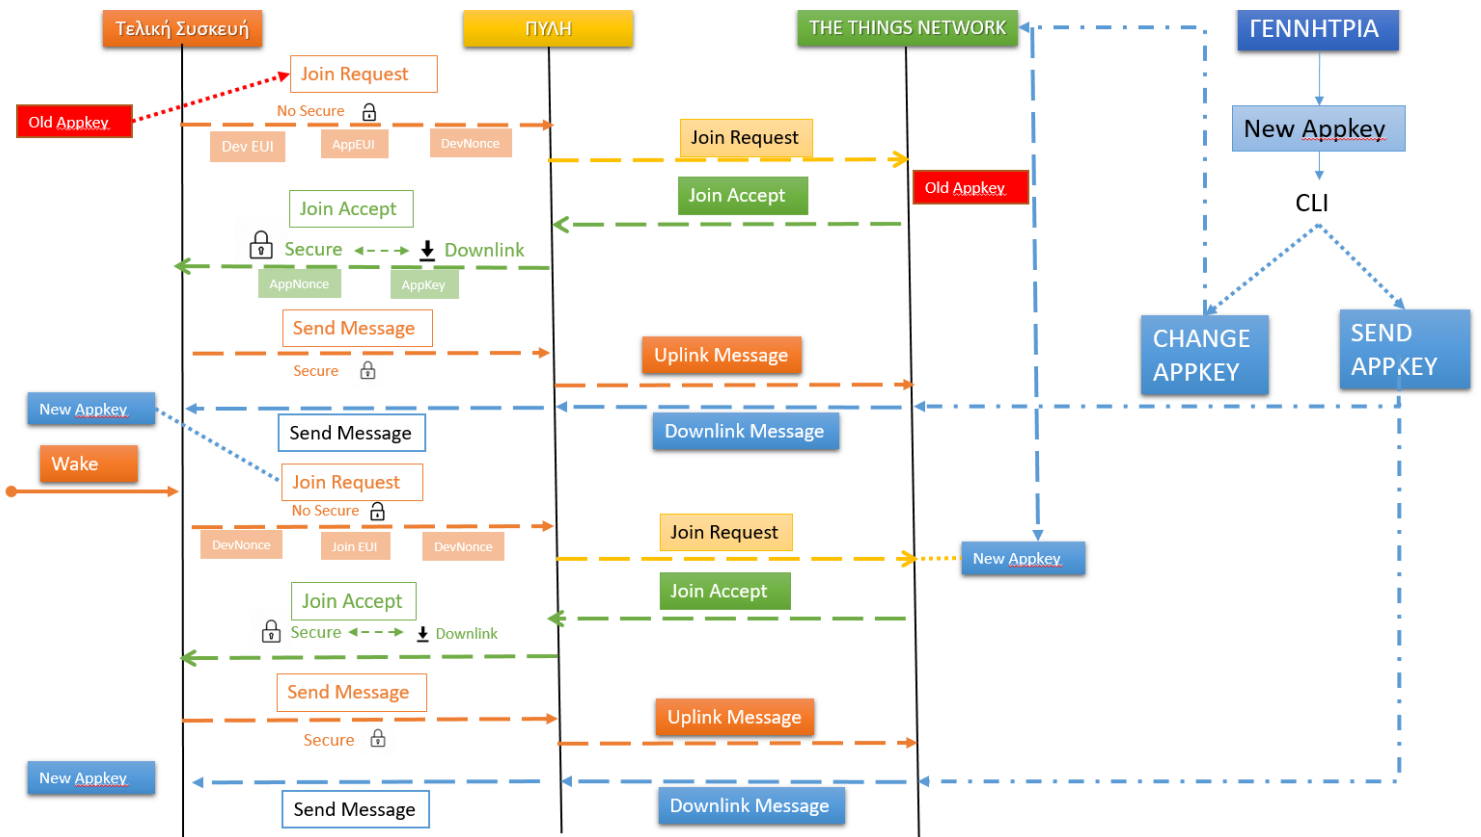 Τελική Συσκευή
ΠΥΛΗ
THE THINGS NETWORK
ΓΕΝΝΗΤΡΙΑ
Join Request
Old Appkey
No Secure
Dev EUI
AppEUI
DevNonce
Join Request
New Appkey
Old Appkey
Join Accept
Join Accept
CLI
Secure
Downlink
AppNonce
AppKey
Send Message
Uplink Message
Secure
CHANGE
APPKEY
SEND
APPKEY
New Appkey
Send Message
Downlink Message
Wake
Join Request
No Secure
DevNonce
Join EUI
DevNonce
Join Request
New Appkey
Join Accept
Join Accept
Secure
Downlink
Send Message
Uplink Message
Secure
New Appkey
Send Message
Downlink Message